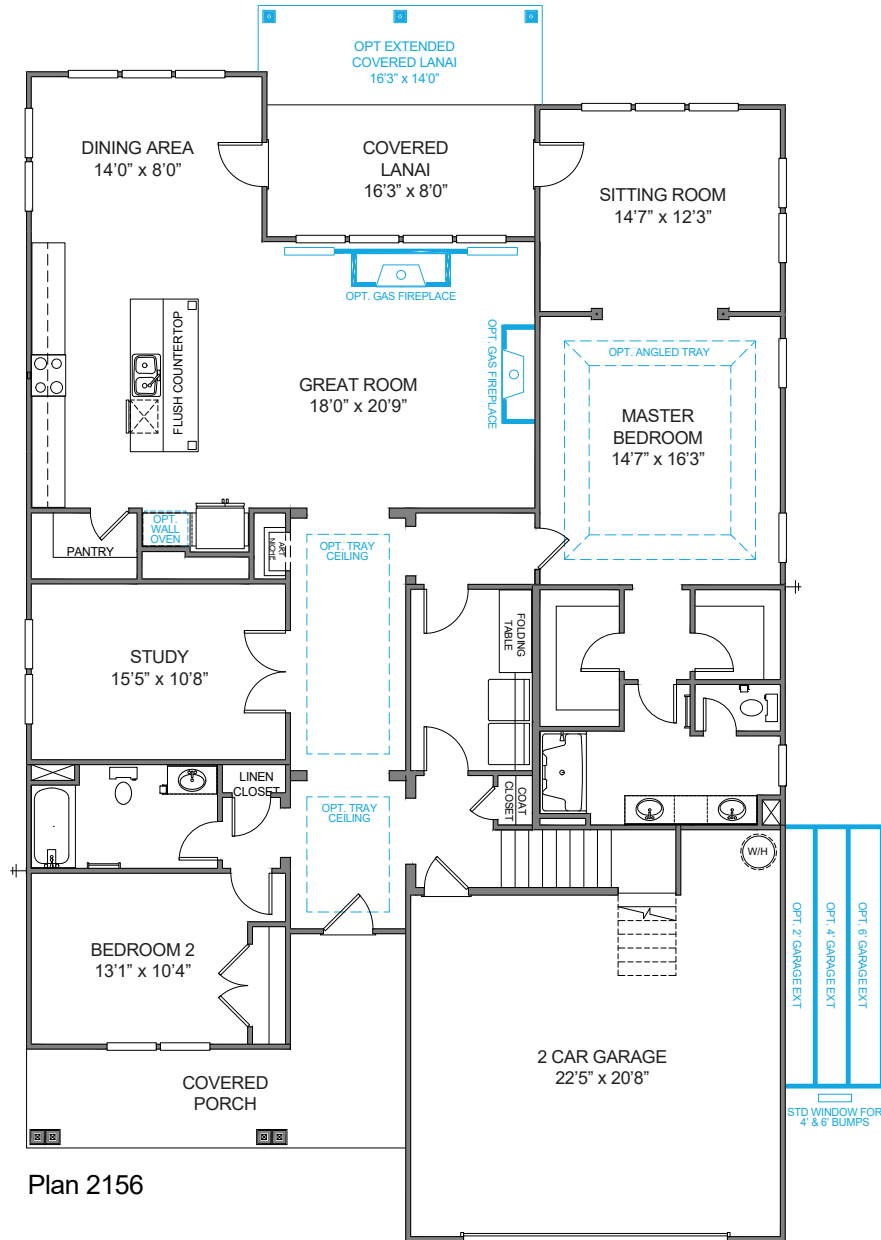 OPT EXTENDED
COVERED LANAI
16'3" x 14'0"
DINING AREA
14'0" x 8'0"
COVERED
LANAI
16'3" x 8'0"
SITTING ROOM
14'7" x 12'3"
OPT. GAS FIREPLACE
OPT. GAS FIREPLACE
FLUSH COUNTERTOP
GREAT ROOM
18'0" x 20'9"
OPT. ANGLED TRAY
MASTER
BEDROOM
14'7" x 16'3"
PANTRY
OPT.
WALL
OVEN
ART
NICHE
OPT. TRAY
CEILING
STUDY
15'5" x 10'8"
FOLDING
TABLE
LINEN
CLOSET
OPT. TRAY
CEILING
COAT
CLOSET
W/H
BEDROOM 2
13'1" x 10'4"
OPT. 2' GARAGE EXT
OPT. 4' GARAGE EXT
OPT. 6' GARAGE EXT
2 CAR GARAGE
22'5" x 20'8"
COVERED
PORCH
STD WINDOW FOR
4' & 6' BUMPS
Plan 2156